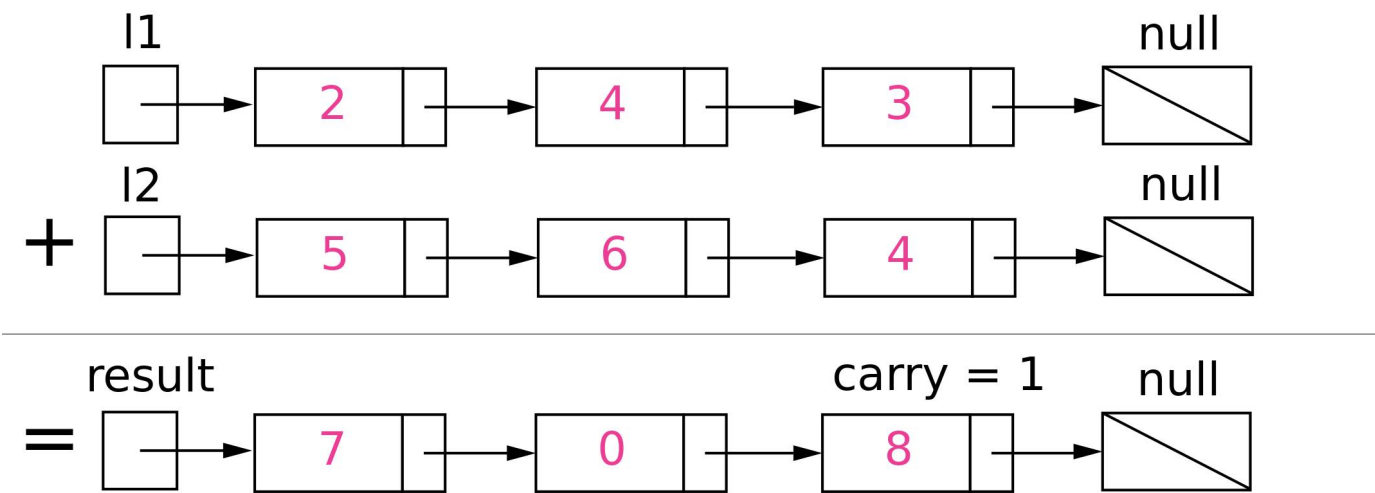 l1 null
2 4 3
l2 null
+ 5 6 4
result carry = 1 null
= 7 0 8